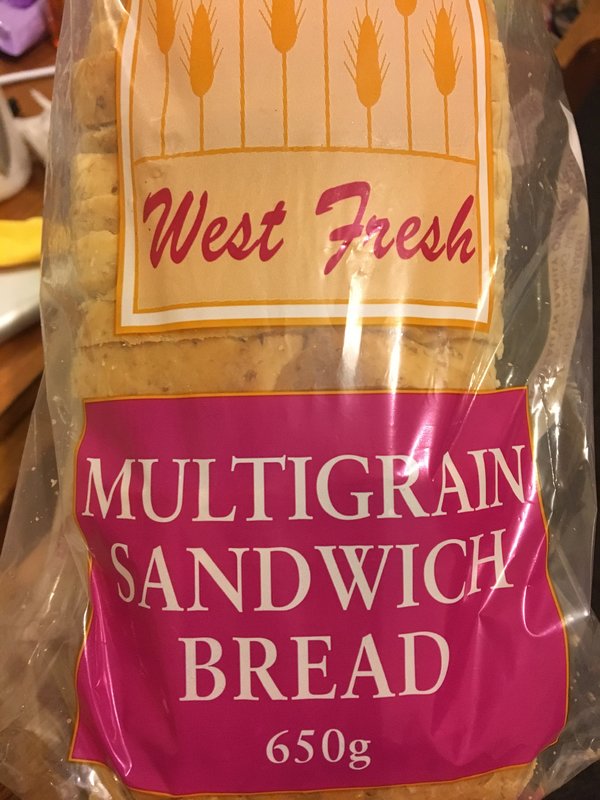 West Fresh
MULTIGRAIN
SANDWICH
BREAD
650g